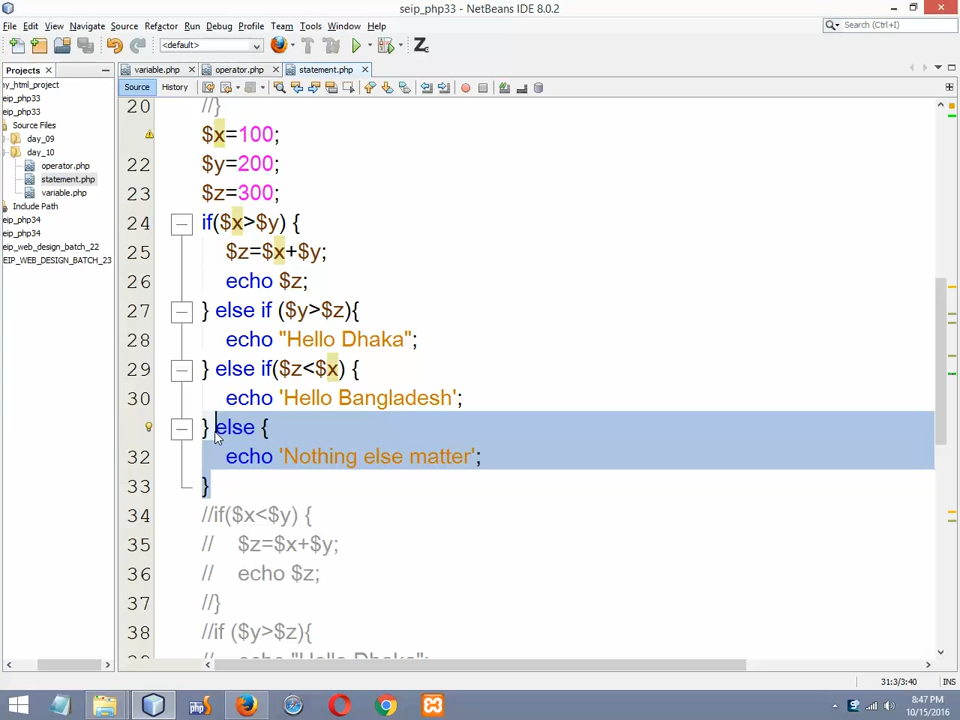 seip_php33 - NetBeans IDE 8.0.2
File Edit View Navigate Source Refactor Run Debug Profile Team Tools Window Help
Search (Ctrl+I)
<default>
Projects
variable.php operator.php statement.php
Source History
ny_html_project
eip_php33
eip_php33
Source Files
day_09
day_10
operator.php
statement.php
variable.php
Include Path
eip_php34
eip_php34
eip_web_design_batch_22
EIP_WEB_DESIGN_BATCH_23
20 //}
$x=100;
22 $y=200;
23 $z=300;
24 if($x>$y) {
25 $z=$x+$y;
26 echo $z;
27 } else if ($y>$z){
28 echo "Hello Dhaka";
29 } else if($z<$x) {
30 echo 'Hello Bangladesh';
} else {
32 echo 'Nothing else matter';
33 }
34 //if($x<$y) {
35 // $z=$x+$y;
36 // echo $z;
37 //}
38 //if ($y>$z){
// echo "Hello Dhaka";
31:3/3:40 INS
8:47 PM
10/15/2016